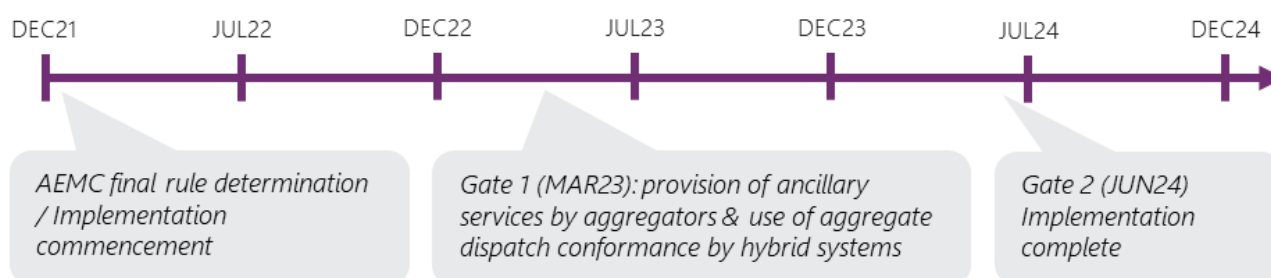 DEC21 JUL22 DEC22 JUL23 DEC23 JUL24 DEC24
AEMC final rule determination
/ Implementation
commencement
Gate 1 (MAR23): provision of ancillary
services by aggregators & use of aggregate
dispatch conformance by hybrid systems
Gate 2 (JUN24)
Implementation
complete